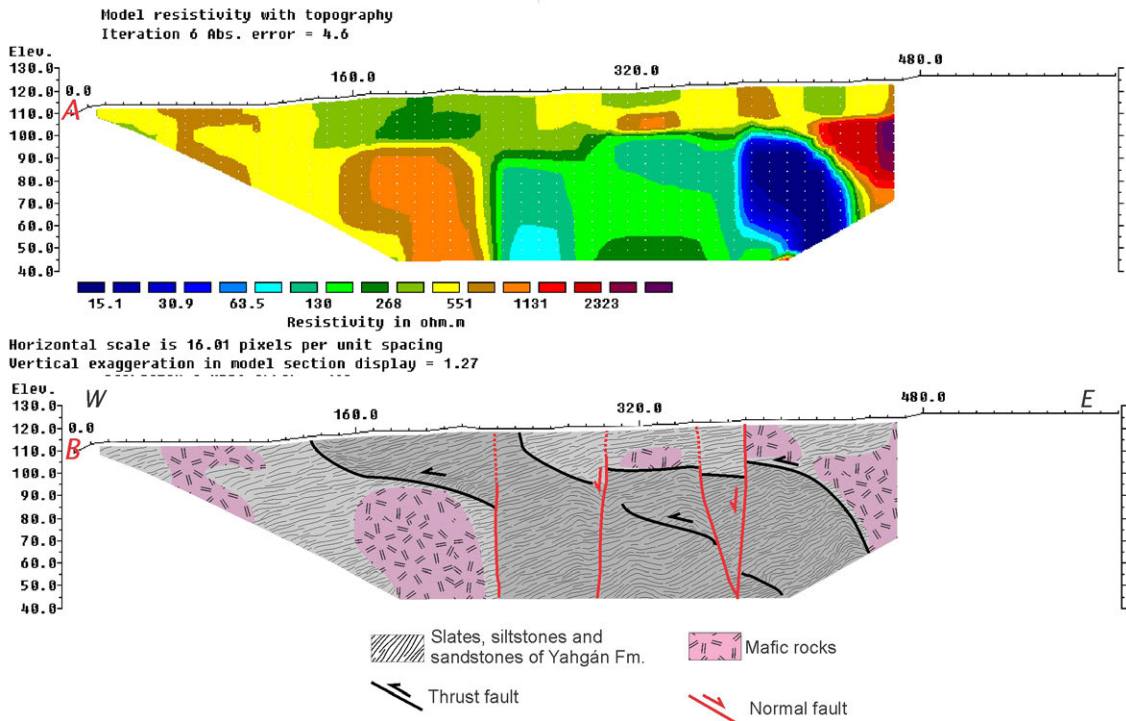 Model resistivity with topography
Iteration 6 Abs. error = 4.6
Elev.
130.0
120.0
110.0
100.0
90.0
80.0
70.0
60.0
50.0
40.0
A
0.0
160.0
320.0
480.0
15.1 30.9 63.5 130 268 551 1131 2323
Resistivity in ohm.m
Horizontal scale is 16.01 pixels per unit spacing
Vertical exaggeration in model section display = 1.27
Elev.
130.0
120.0
110.0
100.0
90.0
80.0
70.0
60.0
50.0
40.0
W
E
B
0.0
160.0
320.0
480.0
Slates, siltstones and
sandstones of Yahgán Fm.
Mafic rocks
Thrust fault
Normal fault